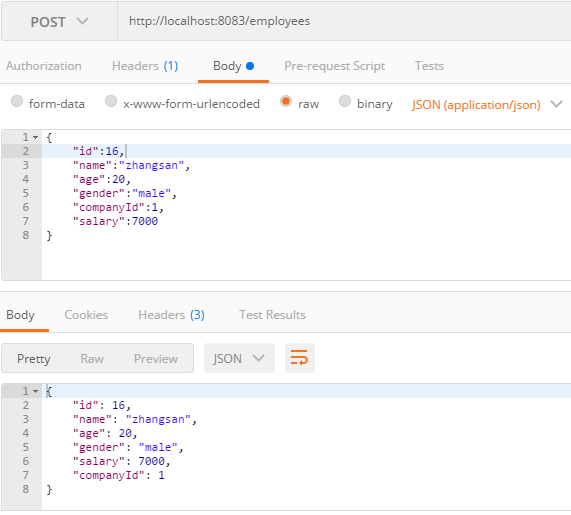 POST http://localhost:8083/employees
Authorization Headers (1) Body Pre-request Script Tests
form-data x-www-form-urlencoded raw binary JSON (application/json)
1 {
2 "id":16,
3 "name":"zhangsan",
4 "age":20,
5 "gender":"male",
6 "companyId":1,
7 "salary":7000
8 }
Body Cookies Headers (3) Test Results
Pretty Raw Preview JSON
1 {
2 "id": 16,
3 "name": "zhangsan",
4 "age": 20,
5 "gender": "male",
6 "salary": 7000,
7 "companyId": 1
8 }